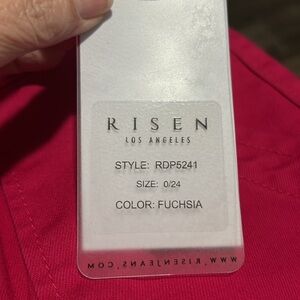 RISEN
LOS ANGELES
STYLE: RDP5241
SIZE: 0/24
COLOR: FUCHSIA
WWW.RISENJEANS.COM